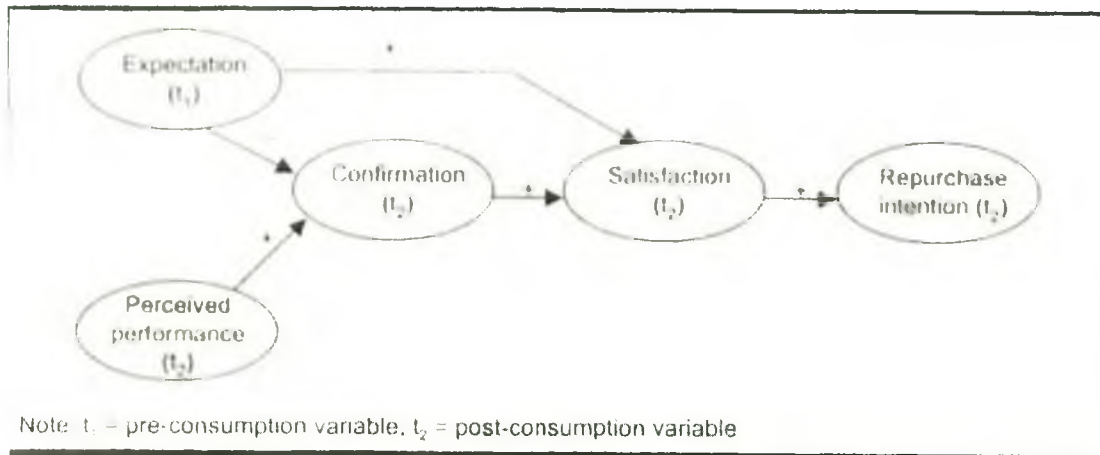 Expectation
(t₁)
Confirmation
(t₂)
Satisfaction
(t₂)
Repurchase
intention (t₂)
Perceived
performance
(t₂)
+
+
+
+
Note: t₁ = pre-consumption variable, t₂ = post-consumption variable